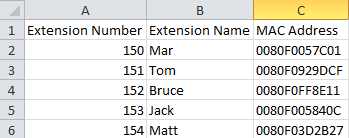 A B C
1 Extension Number Extension Name MAC Address
2 150 Mar 0080F0057C01
3 151 Tom 0080F0929DCF
4 152 Bruce 0080F0FF8E11
5 153 Jack 0080F005840C
6 154 Matt 0080F03D2B27